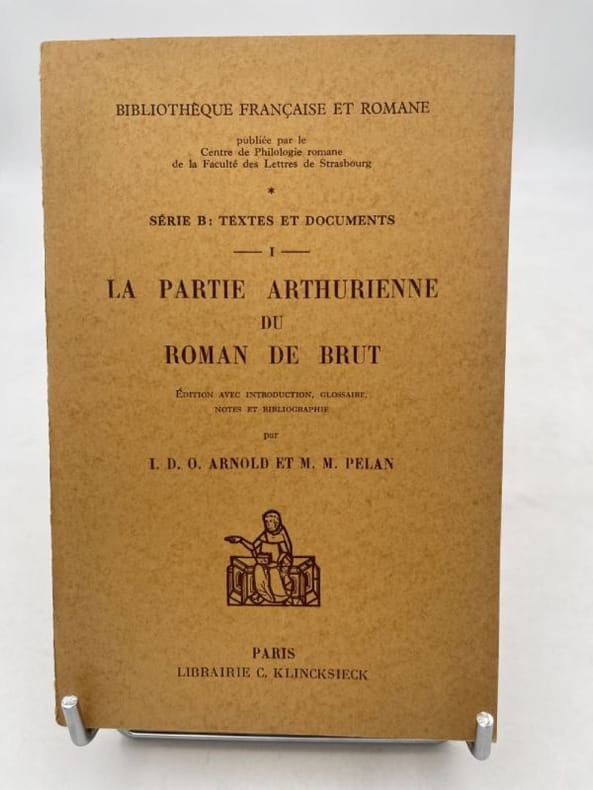 BIBLIOTHÈQUE FRANÇAISE ET ROMANE
publiée par le
Centre de Philologie romane
de la Faculté des Lettres de Strasbourg
*
SÉRIE B: TEXTES ET DOCUMENTS
— I —
LA PARTIE ARTHURIENNE
DU
ROMAN DE BRUT
ÉDITION AVEC INTRODUCTION, GLOSSAIRE,
NOTES ET BIBLIOGRAPHIE
par
I. D. O. ARNOLD ET M. M. PELAN
PARIS
LIBRAIRIE C. KLINCKSIECK